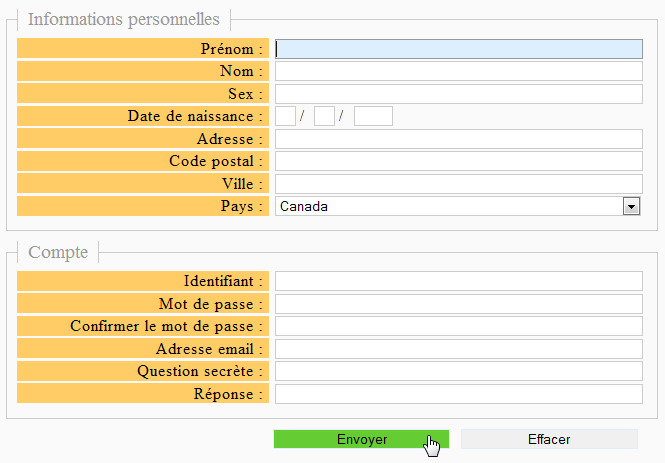 Informations personnelles
Prénom :
Nom :
Sex :
Date de naissance : / /
Adresse :
Code postal :
Ville :
Pays : Canada
Compte
Identifiant :
Mot de passe :
Confirmer le mot de passe :
Adresse email :
Question secrète :
Réponse :
Envoyer Effacer